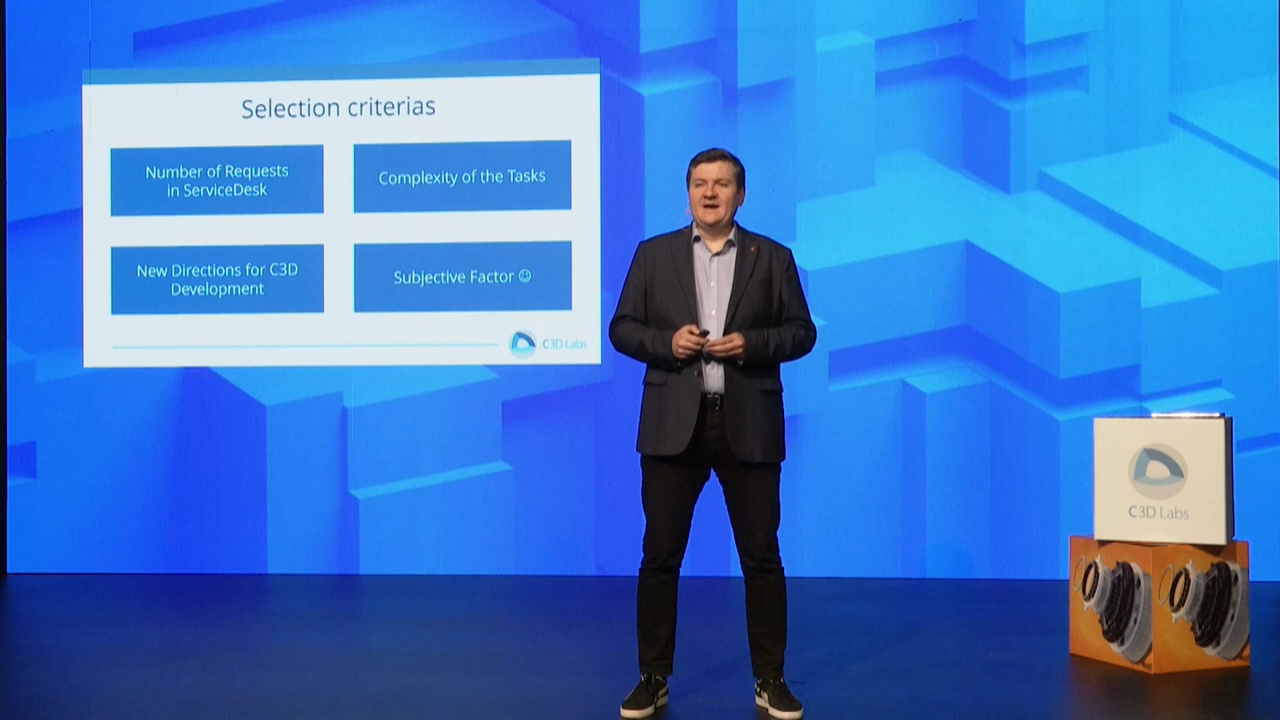 Selection criterias
Number of Requests
in ServiceDesk
Complexity of the Tasks
New Directions for C3D
Development
Subjective Factor ☺
C3D Labs
C3D Labs